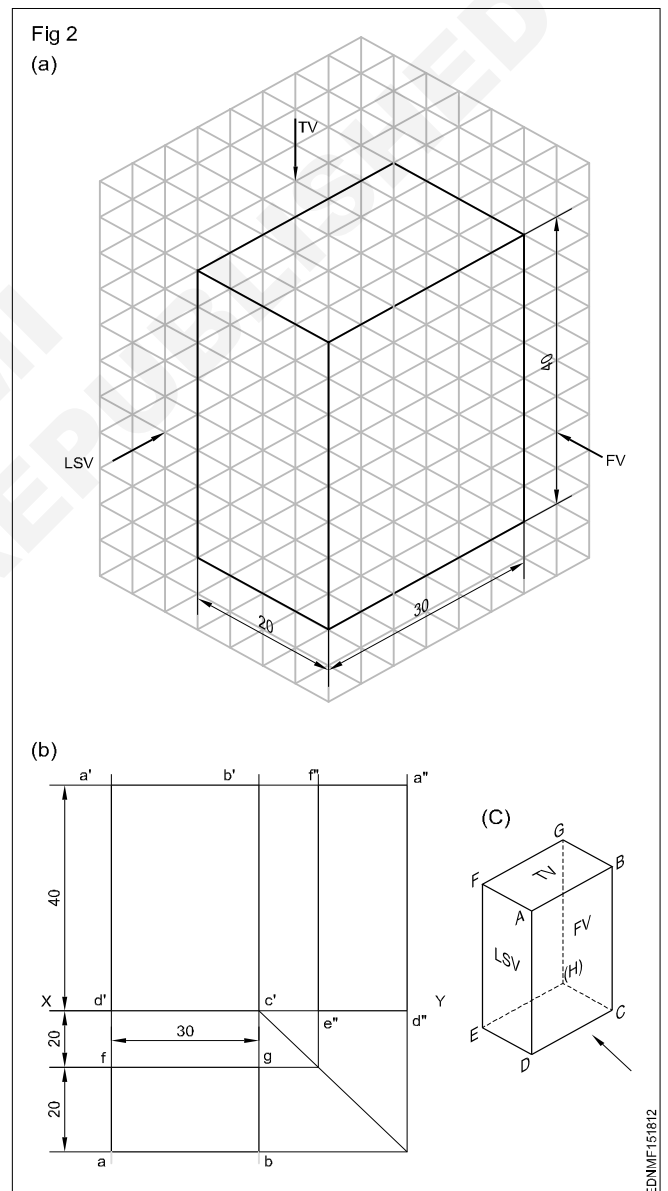 Fig 2
(a)
TV
40
LSV
FV
20
30
(b)
a' b' f" a"
(C)
G
B
F
TV
A
FV
40
LSV
(H)
X d' c' Y
e" d"
20
30
C
E
f g
D
20
a b
EDNMF151812